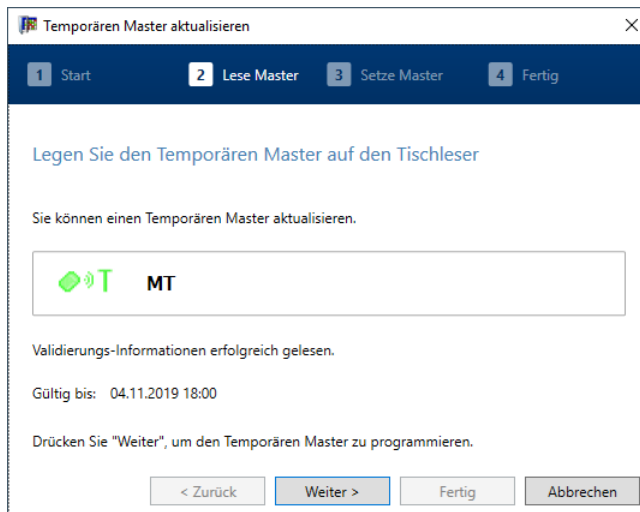 Temporären Master aktualisieren
1 Start 2 Lese Master 3 Setze Master 4 Fertig
Legen Sie den Temporären Master auf den Tischleser
Sie können einen Temporären Master aktualisieren.
T MT
Validierungs-Informationen erfolgreich gelesen.
Gültig bis: 04.11.2019 18:00
Drücken Sie "Weiter", um den Temporären Master zu programmieren.
< Zurück Weiter > Fertig Abbrechen